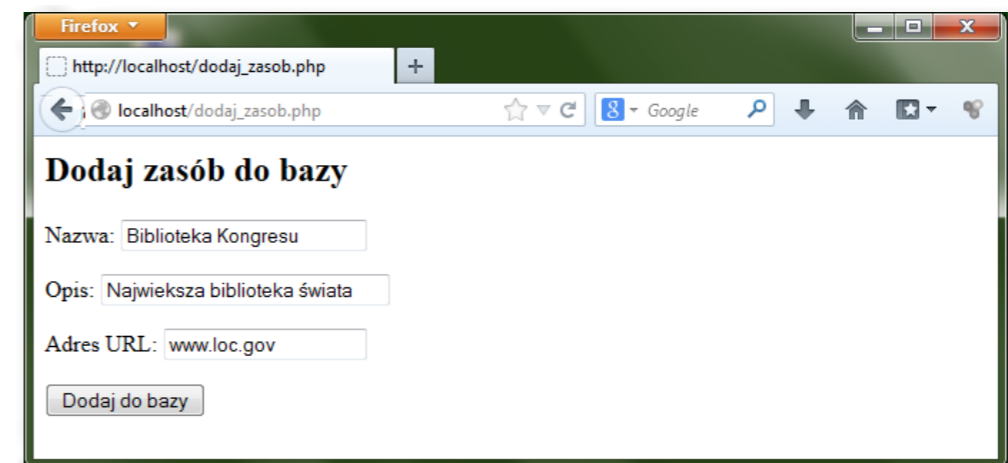 Firefox
http://localhost/dodaj_zasob.php
localhost/dodaj_zasob.php
8 Google
Dodaj zasób do bazy
Nazwa: Biblioteka Kongresu
Opis: Najwieksza biblioteka świata
Adres URL: www.loc.gov
Dodaj do bazy